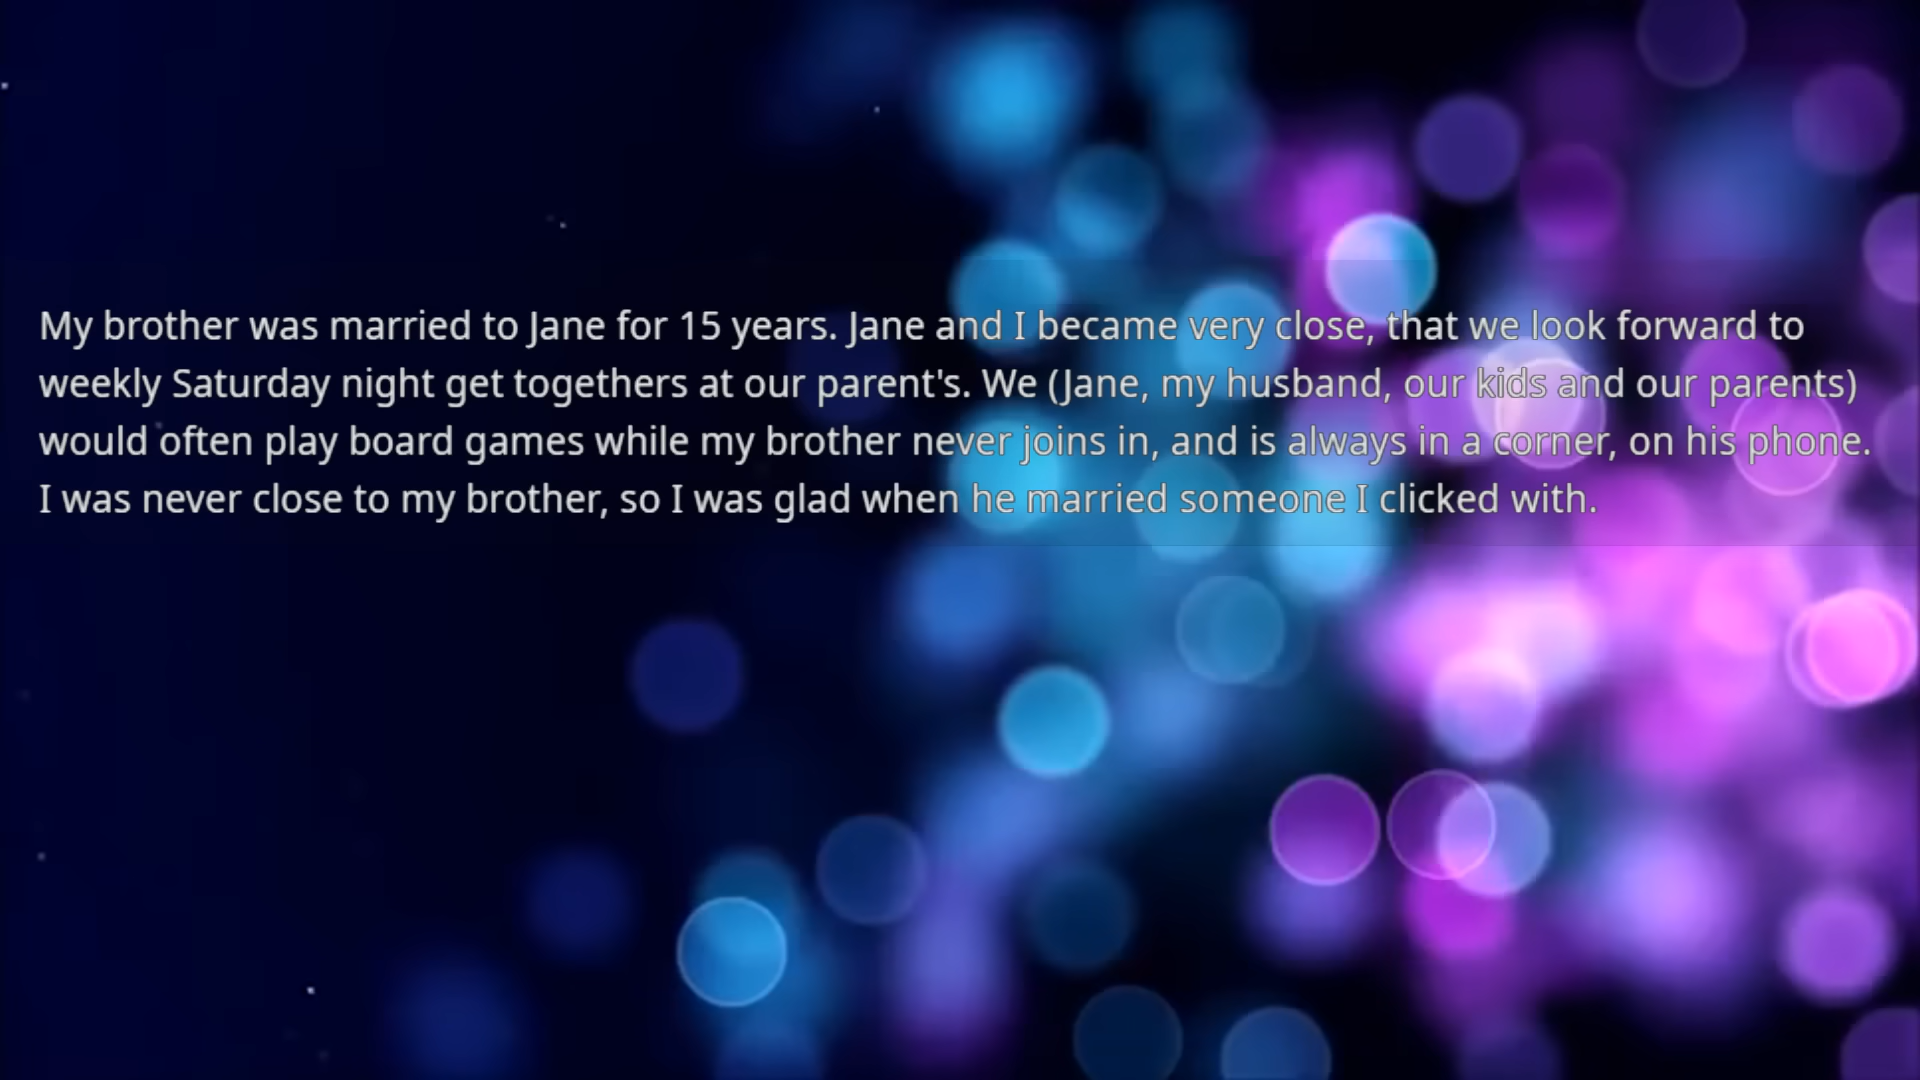 My brother was married to Jane for 15 years. Jane and I became very close, that we look forward to
weekly Saturday night get togethers at our parent's. We (Jane, my husband, our kids and our parents)
would often play board games while my brother never joins in, and is always in a corner, on his phone.
I was never close to my brother, so I was glad when he married someone I clicked with.